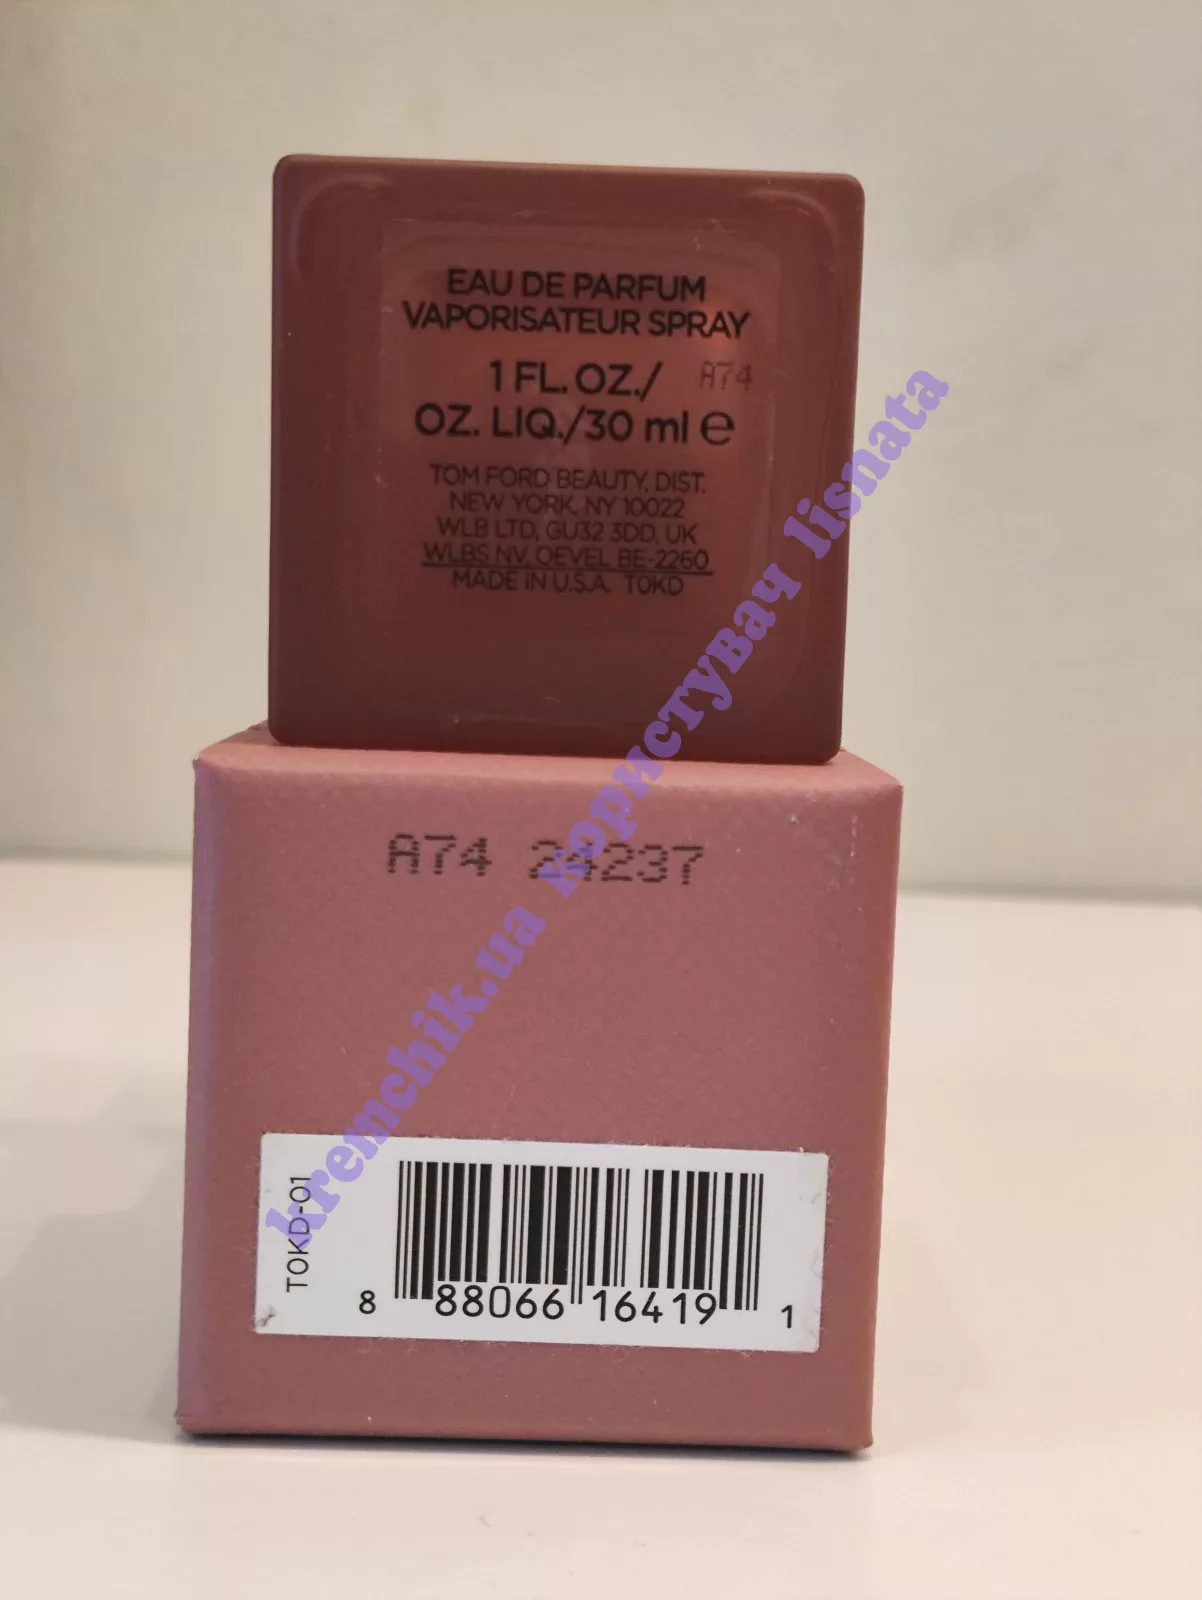 EAU DE PARFUM
VAPORISATEUR SPRAY
1 FL. OZ./
A74
OZ. LIQ./30 ml ℮
TOM FORD BEAUTY, DIST.
NEW YORK, NY 10022
WLB LTD, GU32 3DD, UK
WLBS NV, OEVEL BE-2260
MADE IN U.S.A. T0KD
A74 24237
T0KD-01
8 88066 16419 1
kremchik.ua користувач lisnata